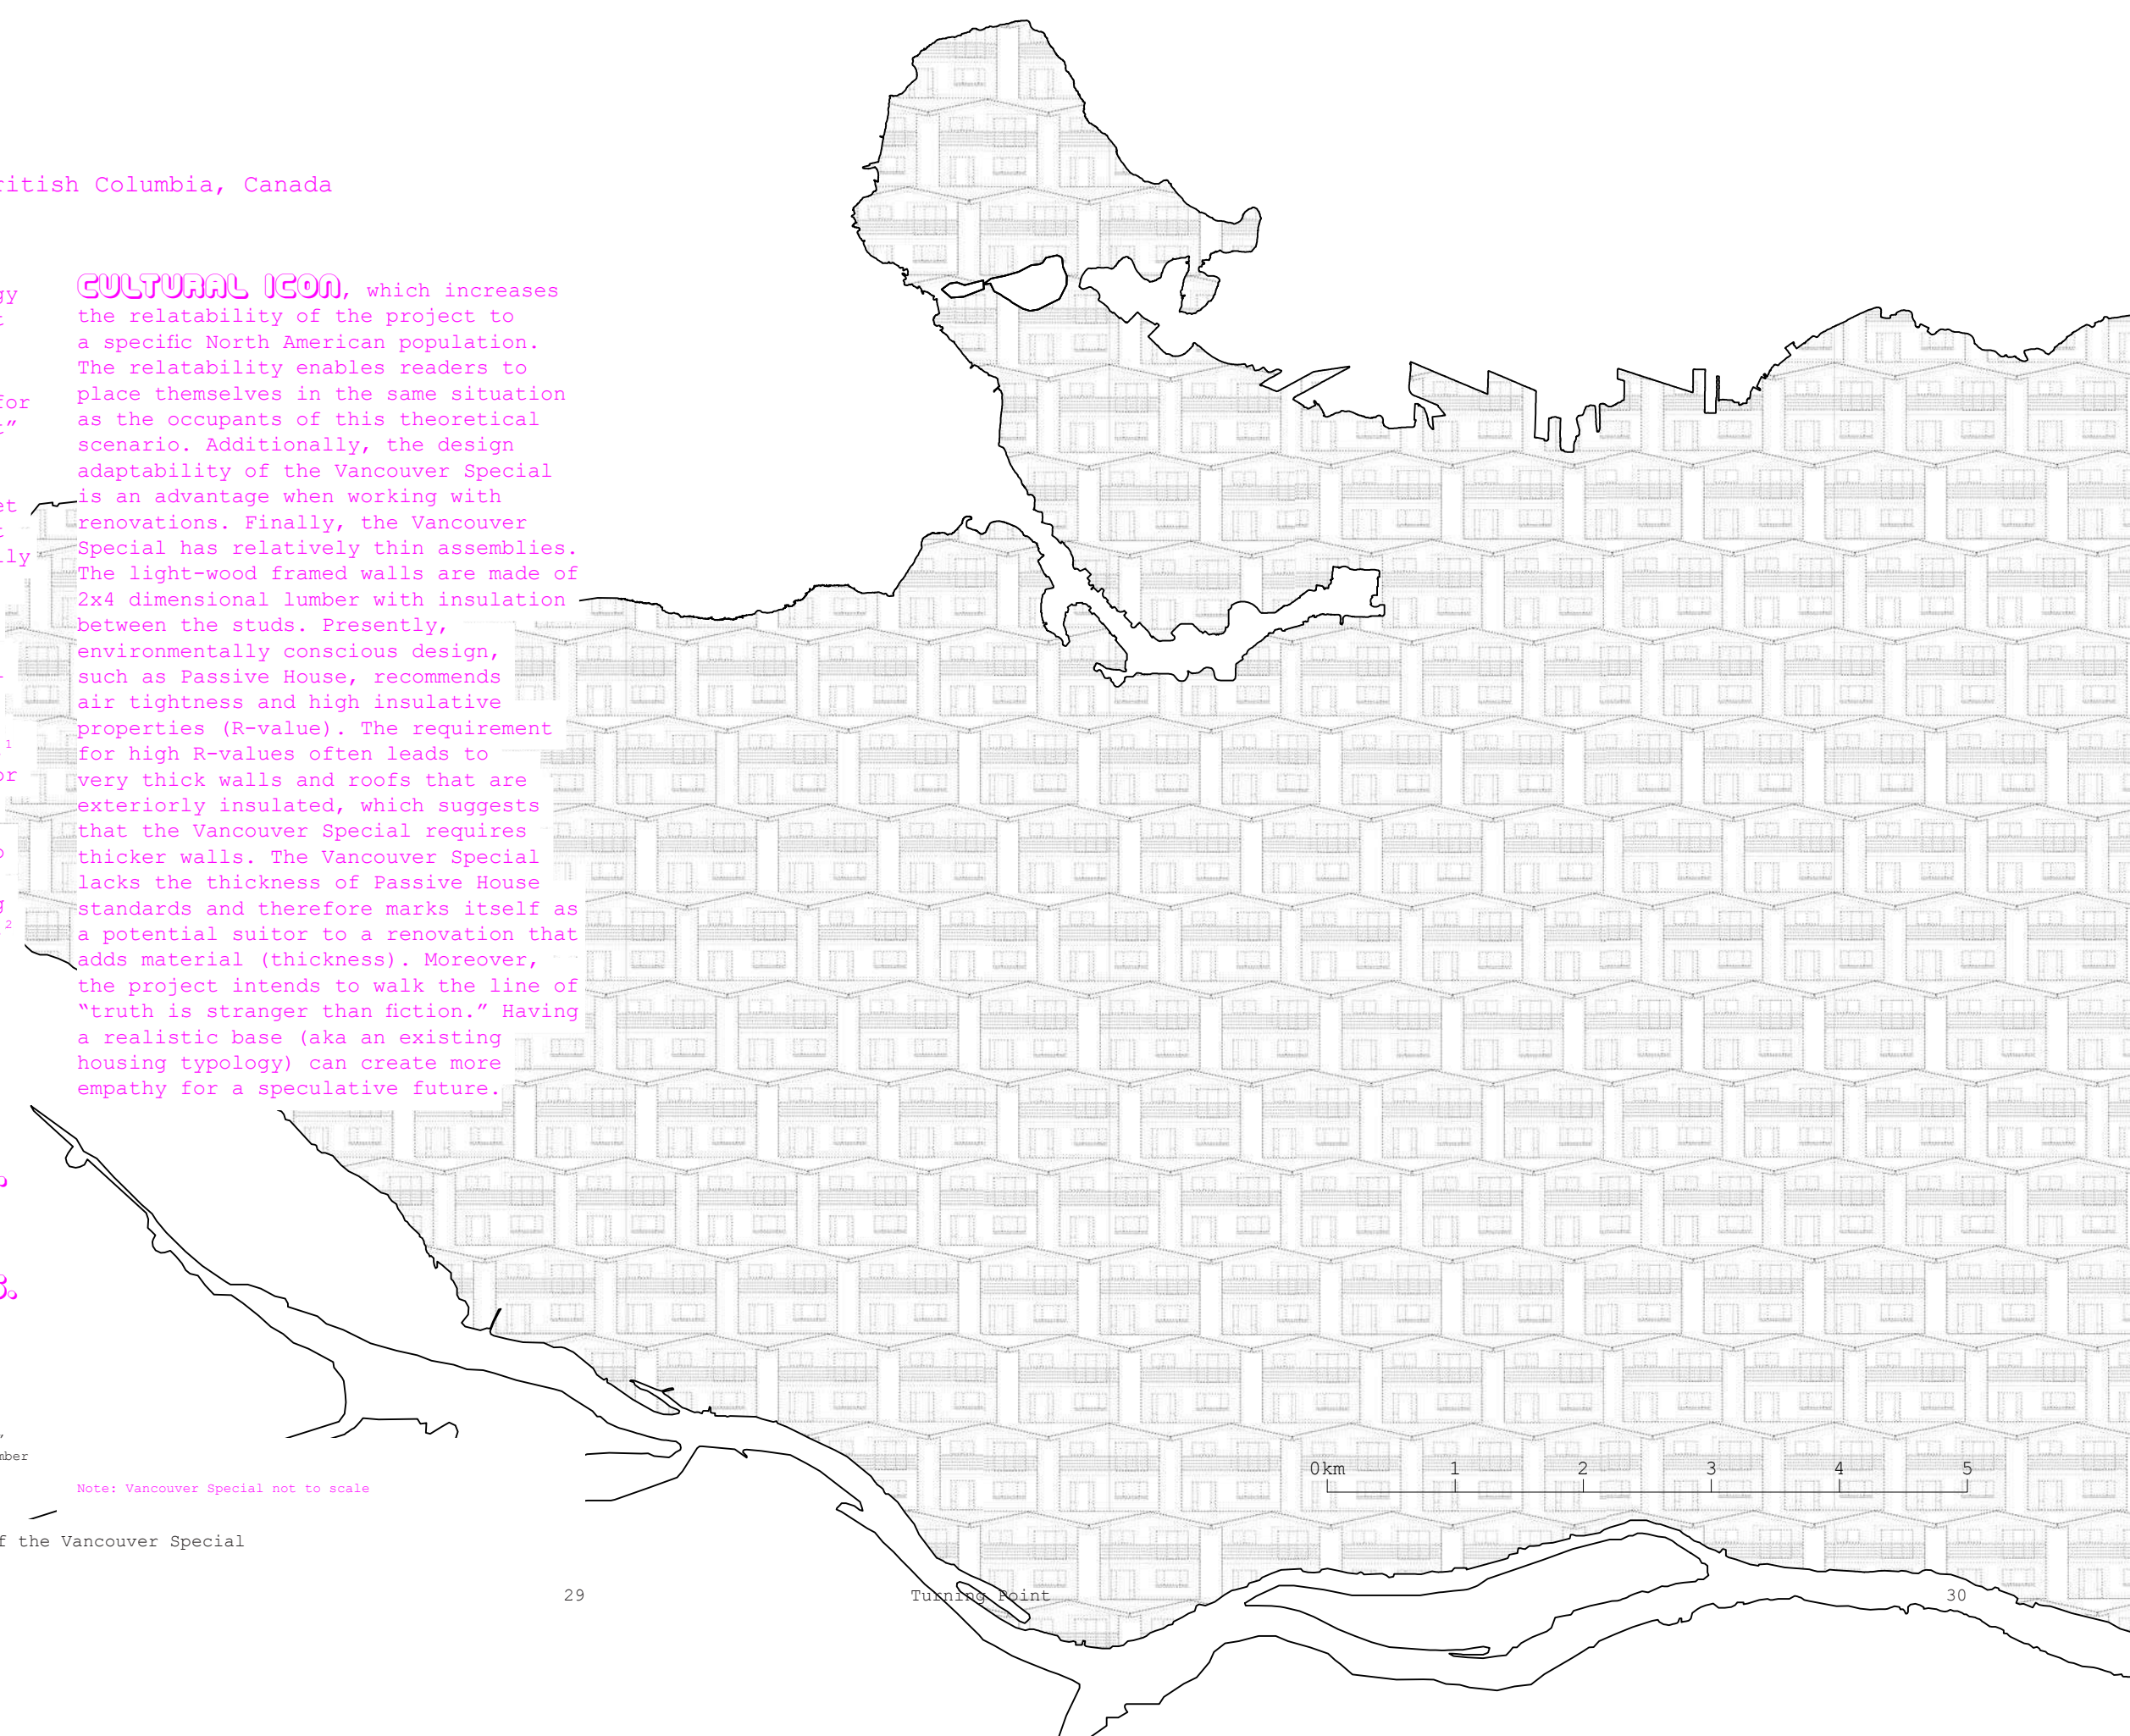 ritish Columbia, Canada
gy
t
for
et
t
lly
1
or
g
2
B.
mber
CULTURAL ICON, which increases
the relatability of the project to
a specific North American population.
The relatability enables readers to
place themselves in the same situation
as the occupants of this theoretical
scenario. Additionally, the design
adaptability of the Vancouver Special
is an advantage when working with
renovations. Finally, the Vancouver
Special has relatively thin assemblies.
The light-wood framed walls are made of
2x4 dimensional lumber with insulation
between the studs. Presently,
environmentally conscious design,
such as Passive House, recommends
air tightness and high insulative
properties (R-value). The requirement
for high R-values often leads to
very thick walls and roofs that are
exteriorly insulated, which suggests
that the Vancouver Special requires
thicker walls. The Vancouver Special
lacks the thickness of Passive House
standards and therefore marks itself as
a potential suitor to a renovation that
adds material (thickness). Moreover,
the project intends to walk the line of
“truth is stranger than fiction.” Having
a realistic base (aka an existing
housing typology) can create more
empathy for a speculative future.
0km 1 2 3 4 5
Note: Vancouver Special not to scale
f the Vancouver Special
29
Turning Point
30